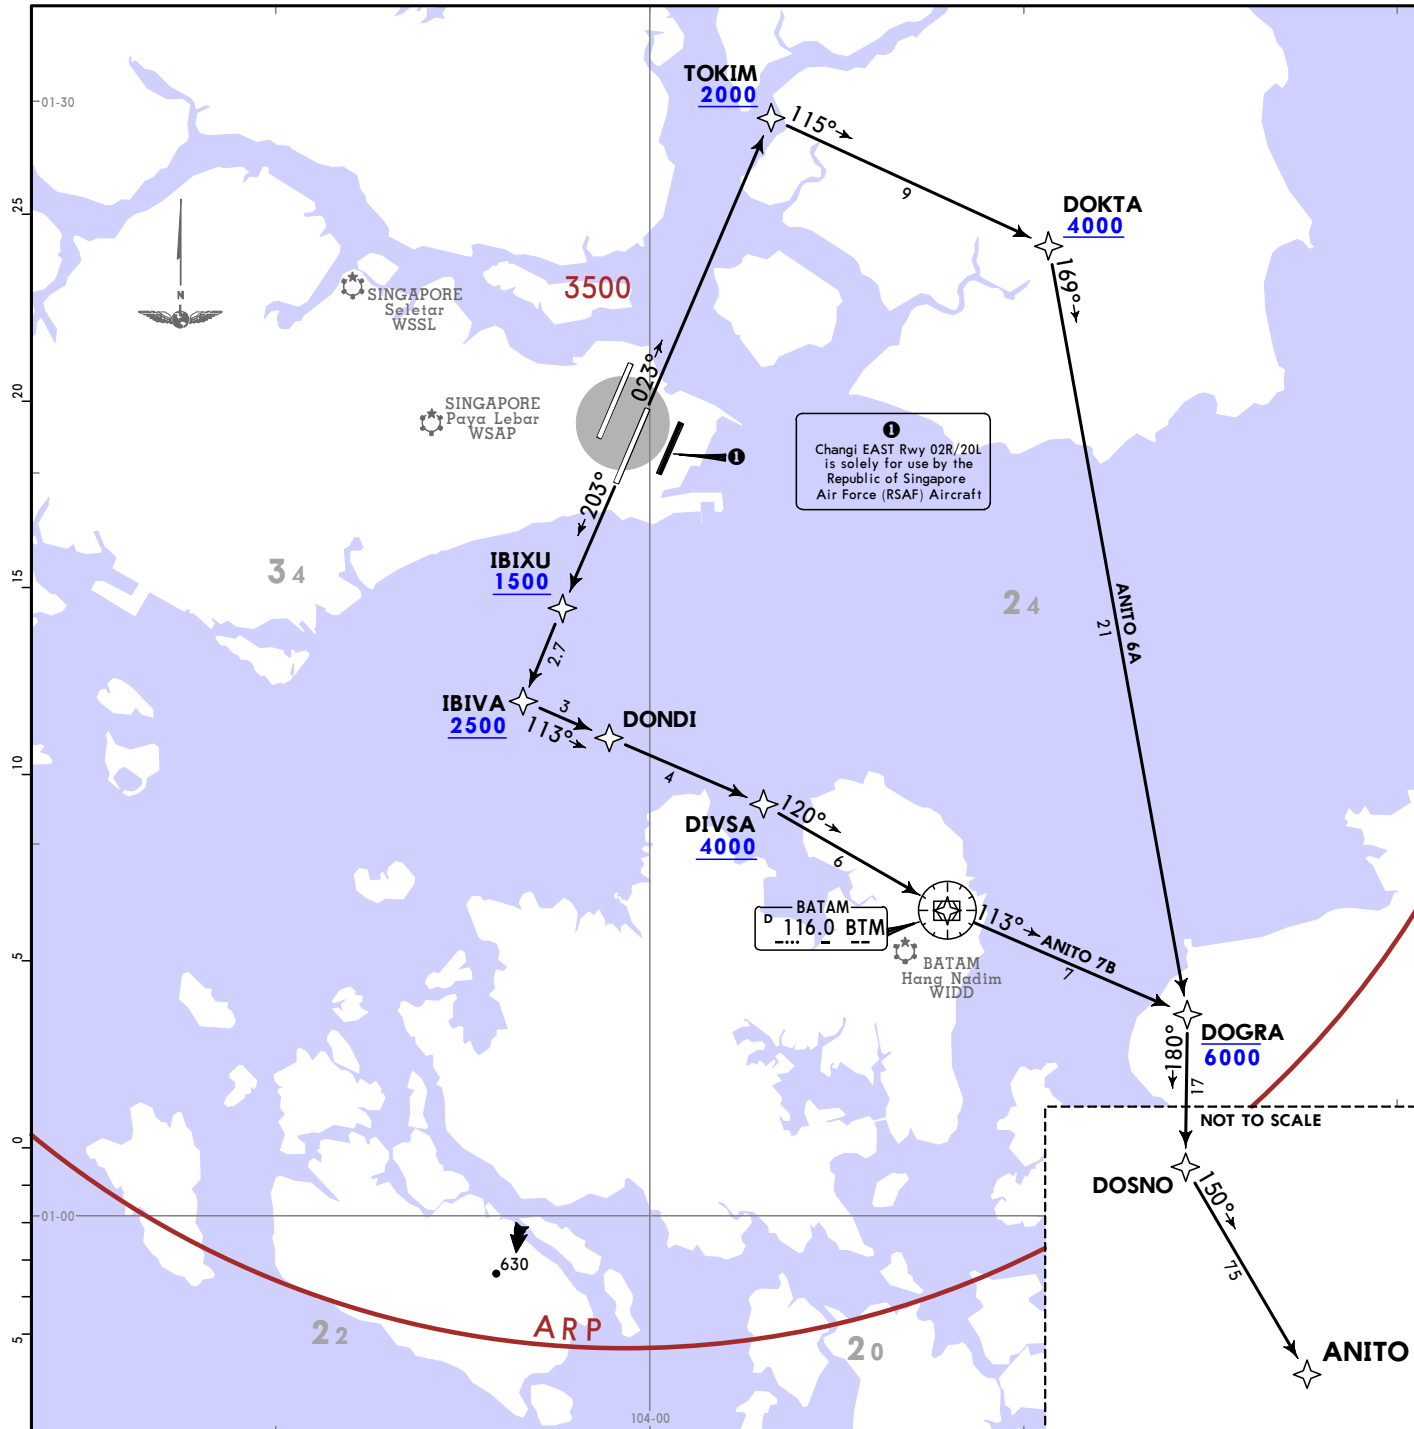 TOKIM
2000
01-30
115°
9
DOKTA
4000
25
169°
3500
N
SINGAPORE
Seletar
WSSL
023°
20
SINGAPORE
Paya Lebar
WSAP
1
1
Changi EAST Rwy 02R/20L
is solely for use by the
Republic of Singapore
Air Force (RSAF) Aircraft
203°
IBIXU
1500
34
15
24
ANITO 6A
21
2.7
IBIVA
2500
3
113°
DONDI
10
4
DIVSA
4000
120°
6
BATAM
D 116.0 BTM
113°
ANITO 7B
7
BATAM
Hang Nadim
WIDD
5
DOGRA
6000
180°
17
NOT TO SCALE
0
DOSNO
150°
01-00
630
75
5
22
ARP
20
ANITO
104-00